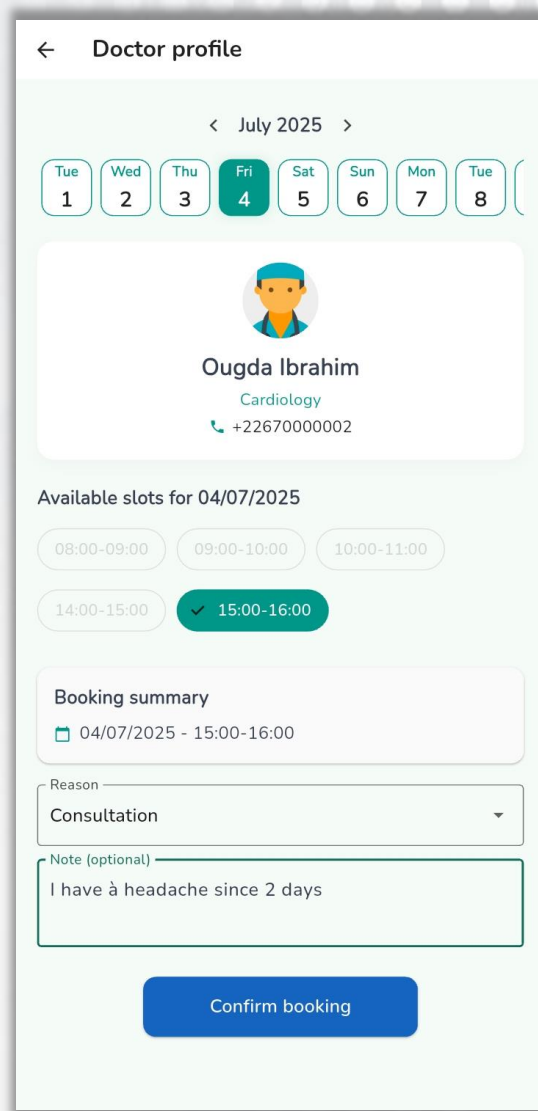 Doctor profile
July 2025
Tue Wed Thu Fri Sat Sun Mon Tue
1 2 3 4 5 6 7 8
Ougda Ibrahim
Cardiology
+22670000002
Available slots for 04/07/2025
08:00-09:00 09:00-10:00 10:00-11:00
14:00-15:00 15:00-16:00
Booking summary
04/07/2025 - 15:00-16:00
Reason
Consultation
Note (optional)
I have à headache since 2 days
Confirm booking